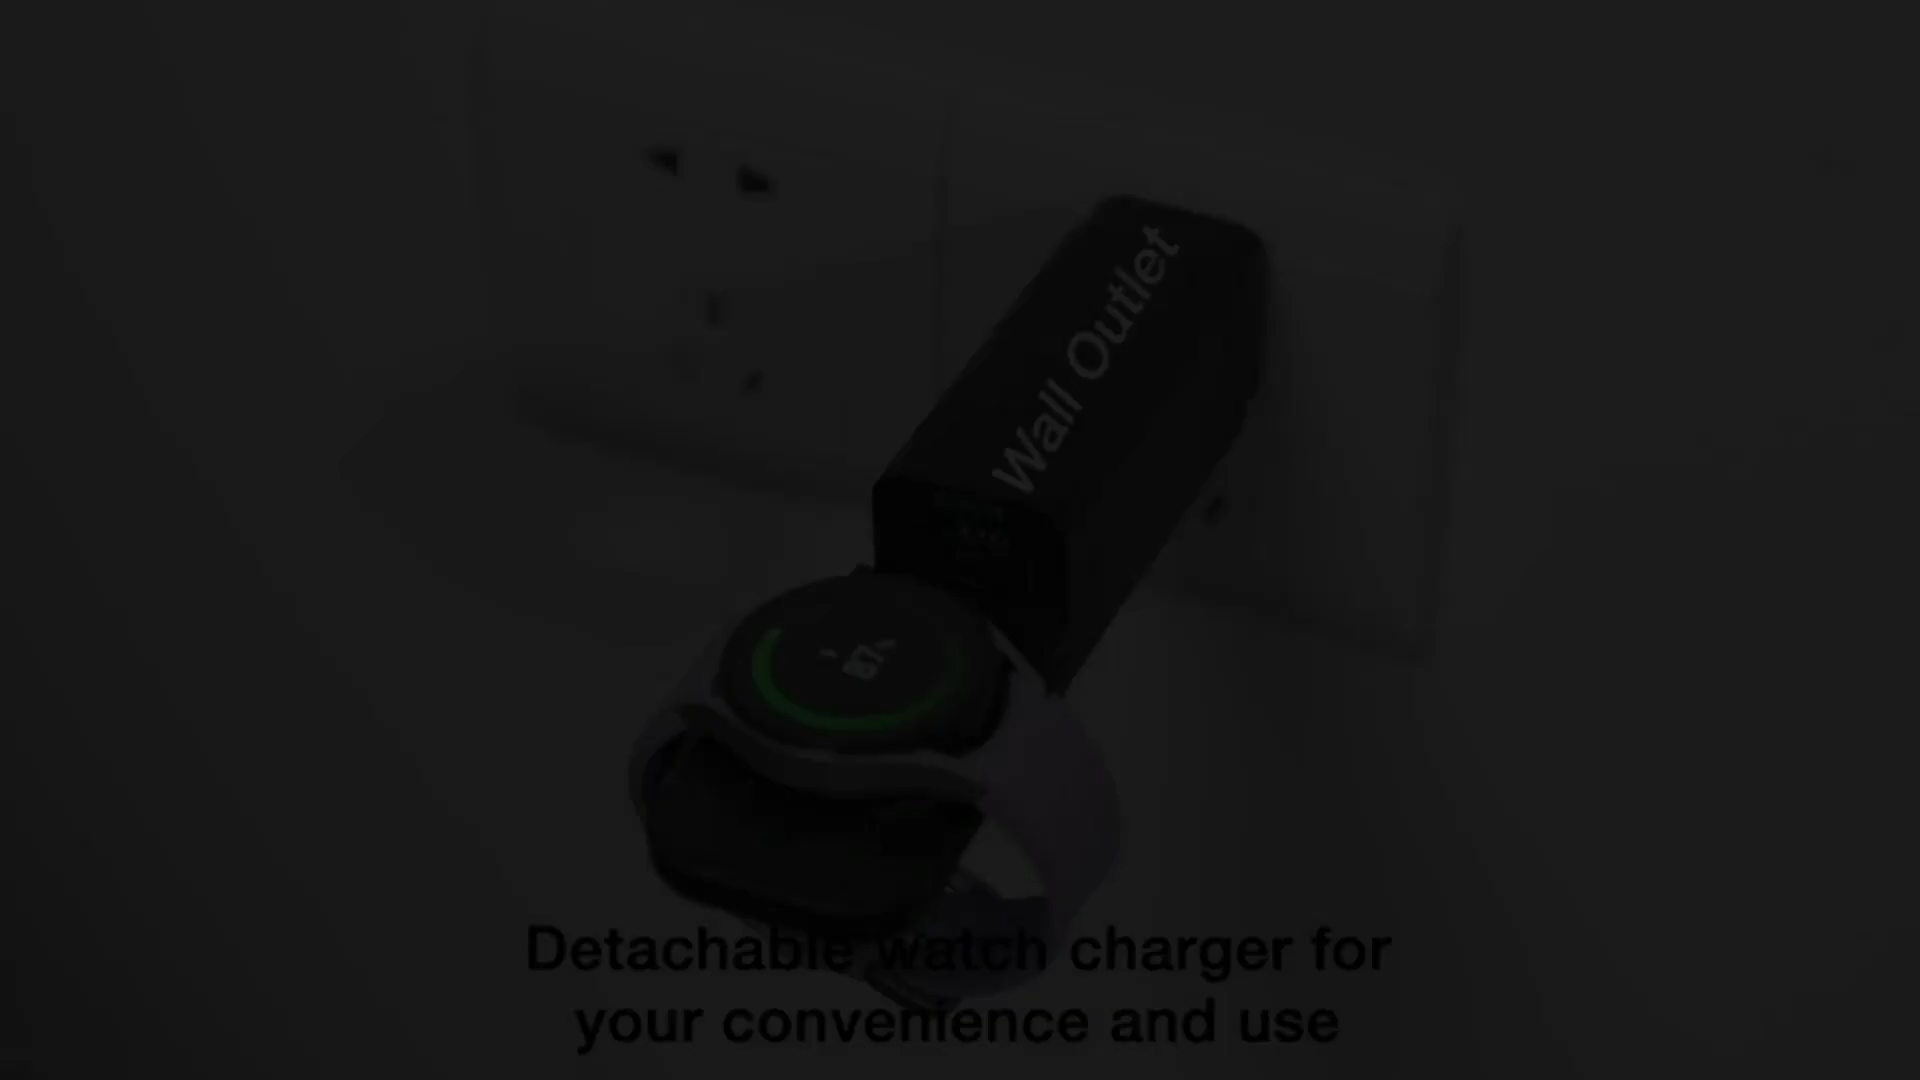 Wall Outlet
Detachable watch charger for
your convenience and use